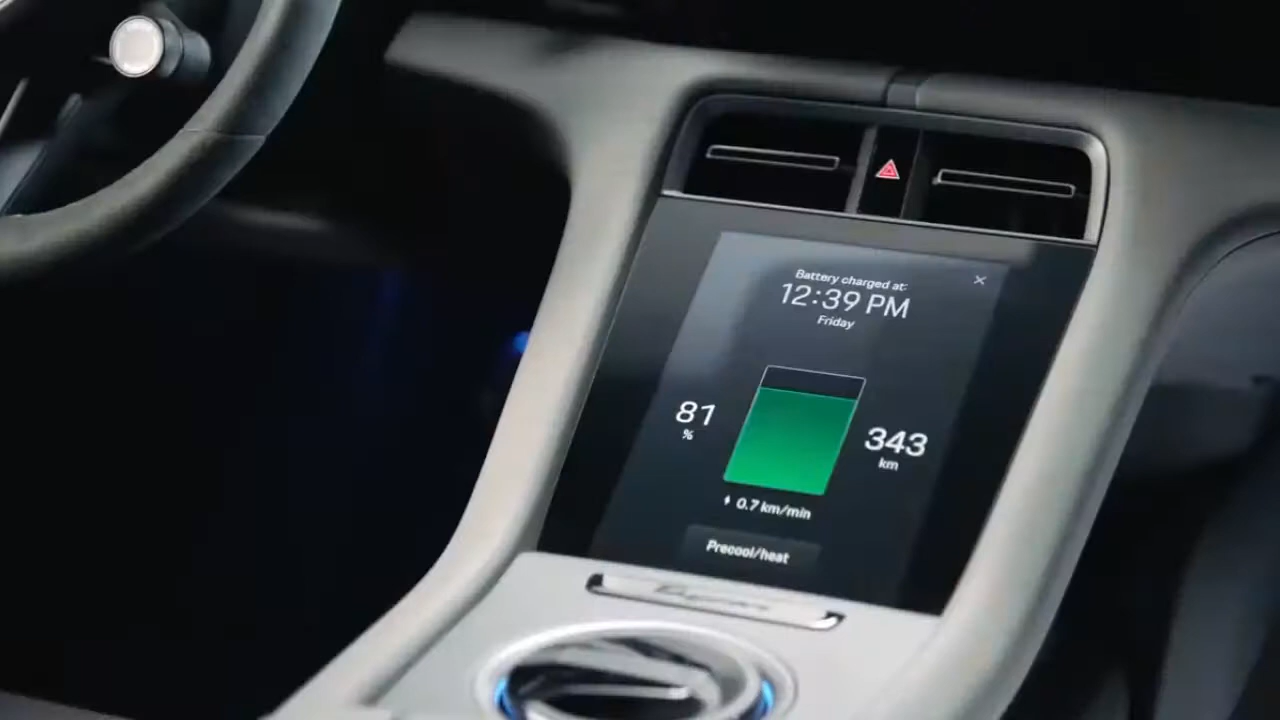 Battery charged at:
12:39 PM
Friday
81
%
343
km
0.7 km/min
Precool/heat